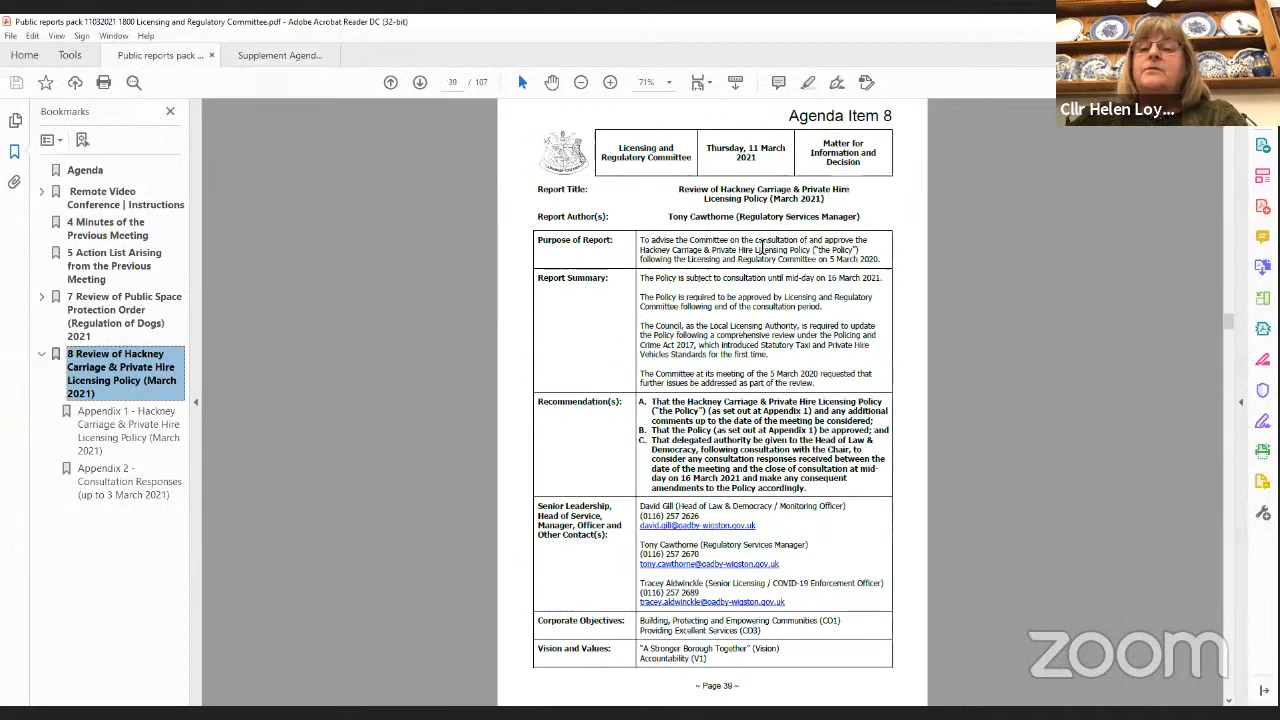 Public reports pack 11032021 1800 Licensing and Regulatory Committee.pdf - Adobe Acrobat Reader DC (32-bit)
File Edit View Sign Window Help
Home Tools Public reports pack ... × Supplement Agend...
39 / 107 71%
Bookmarks
Agenda
Remote Video
Conference | Instructions
4 Minutes of the
Previous Meeting
5 Action List Arising
from the Previous
Meeting
7 Review of Public Space
Protection Order
(Regulation of Dogs)
2021
8 Review of Hackney
Carriage & Private Hire
Licensing Policy (March
2021)
Appendix 1 - Hackney
Carriage & Private Hire
Licensing Policy (March
2021)
Appendix 2 -
Consultation Responses
(up to 3 March 2021)
Agenda Item 8
Licensing and
Regulatory Committee
Thursday, 11 March
2021
Matter for
Information and
Decision
Report Title: Review of Hackney Carriage & Private Hire
Licensing Policy (March 2021)
Report Author(s): Tony Cawthorne (Regulatory Services Manager)
Purpose of Report: To advise the Committee on the consultation of and approve the
Hackney Carriage & Private Hire Licensing Policy ("the Policy")
following the Licensing and Regulatory Committee on 5 March 2020.
Report Summary: The Policy is subject to consultation until mid-day on 16 March 2021.
The Policy is required to be approved by Licensing and Regulatory
Committee following end of the consultation period.
The Council, as the Local Licensing Authority, is required to update
the Policy following a comprehensive review under the Policing and
Crime Act 2017, which introduced Statutory Taxi and Private Hire
Vehicles Standards for the first time.
The Committee at its meeting of the 5 March 2020 requested that
further issues be addressed as part of the review.
Recommendation(s): A. That the Hackney Carriage & Private Hire Licensing Policy
("the Policy") (as set out at Appendix 1) and any additional
comments up to the date of the meeting be considered;
B. That the Policy (as set out at Appendix 1) be approved; and
C. That delegated authority be given to the Head of Law &
Democracy, following consultation with the Chair, to
consider any consultation responses received between the
date of the meeting and the close of consultation at mid-
day on 16 March 2021 and make any consequent
amendments to the Policy accordingly.
Senior Leadership,
Head of Service,
Manager, Officer and
Other Contact(s):
David Gill (Head of Law & Democracy / Monitoring Officer)
(0116) 257 2626
david.gill@oadby-wigston.gov.uk
Tony Cawthorne (Regulatory Services Manager)
(0116) 257 2670
tony.cawthorne@oadby-wigston.gov.uk
Tracey Aldwinckle (Senior Licensing / COVID-19 Enforcement Officer)
(0116) 257 2689
tracey.aldwinckle@oadby-wigston.gov.uk
Corporate Objectives: Building, Protecting and Empowering Communities (CO1)
Providing Excellent Services (CO3)
Vision and Values: "A Stronger Borough Together" (Vision)
Accountability (V1)
~ Page 39 ~
Cllr Helen Loy...
zoom